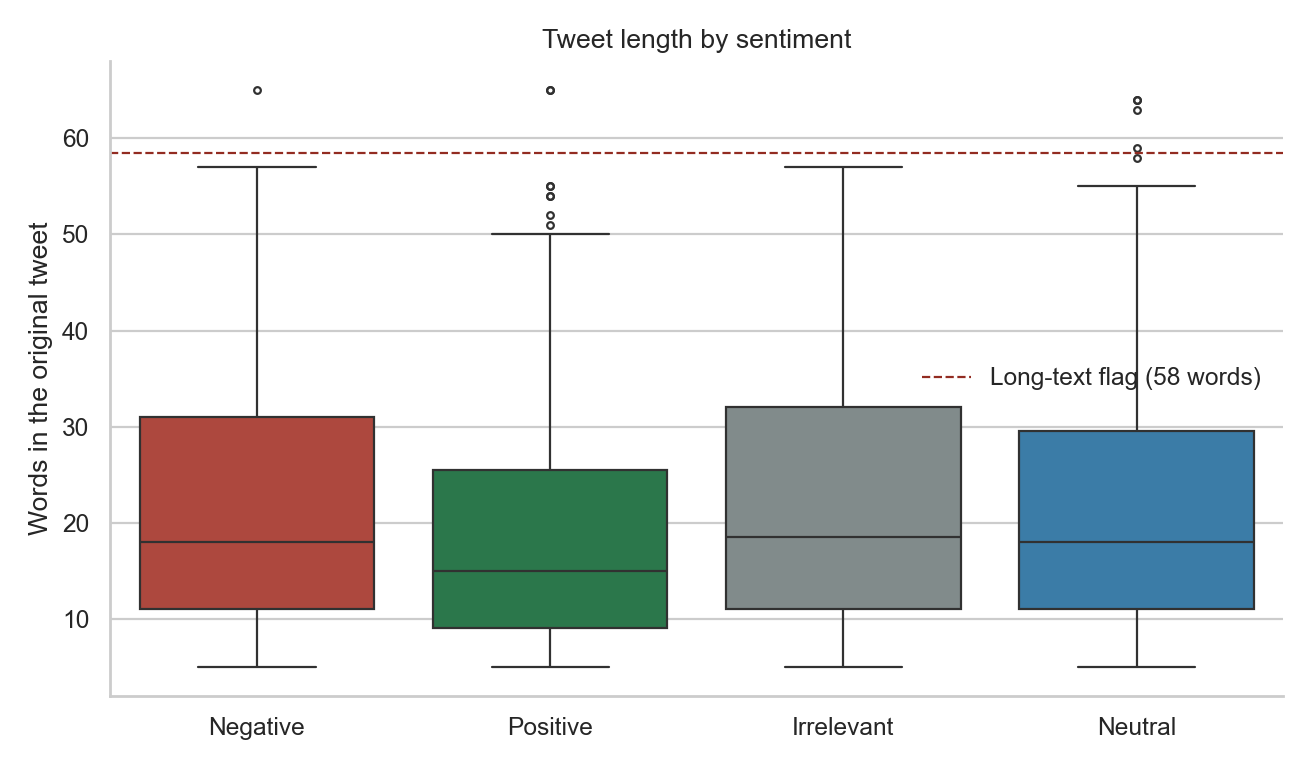 Tweet length by sentiment
Words in the original tweet
60
50
40
30
20
10
Long-text flag (58 words)
Negative
Positive
Irrelevant
Neutral